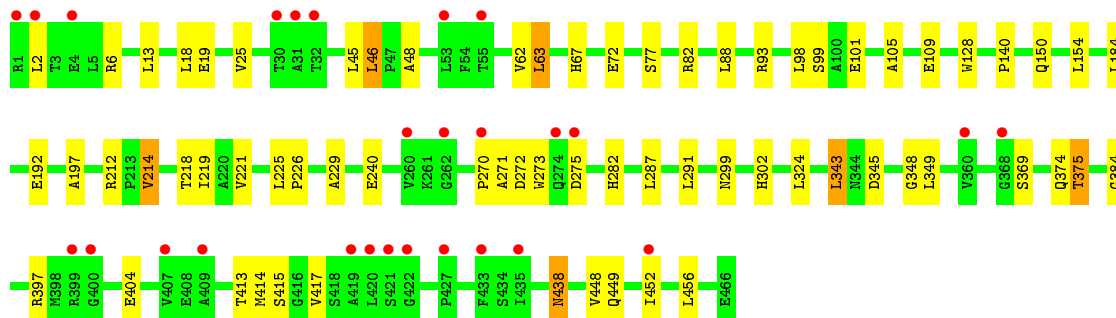 R1 L2 T3 E4 L5 R6 L13 L18 E19 V25 T30 A31 T32 L45 L46 P47 A48 L53 F54 T55 V62 L63 H67 E72 S77 R82 L88 R93 L98 S99 A100 E101 A105 E109 W128 P140 Q150 L154 L184
E192 A197 R212 P213 V214 T218 I219 A220 V221 L225 P226 A229 E240 V260 K261 G262 P270 A271 D272 W273 Q274 D275 H282 L287 L291 N299 H302 L324 L343 N344 D345 G348 L349 V360 G368 S369 Q374 T375 G384
R397 M398 R399 G400 E404 V407 E408 A409 T413 M414 S415 G416 V417 S418 A419 L420 S421 G422 P427 F433 S434 I435 N438 V448 Q449 I452 L456 E466